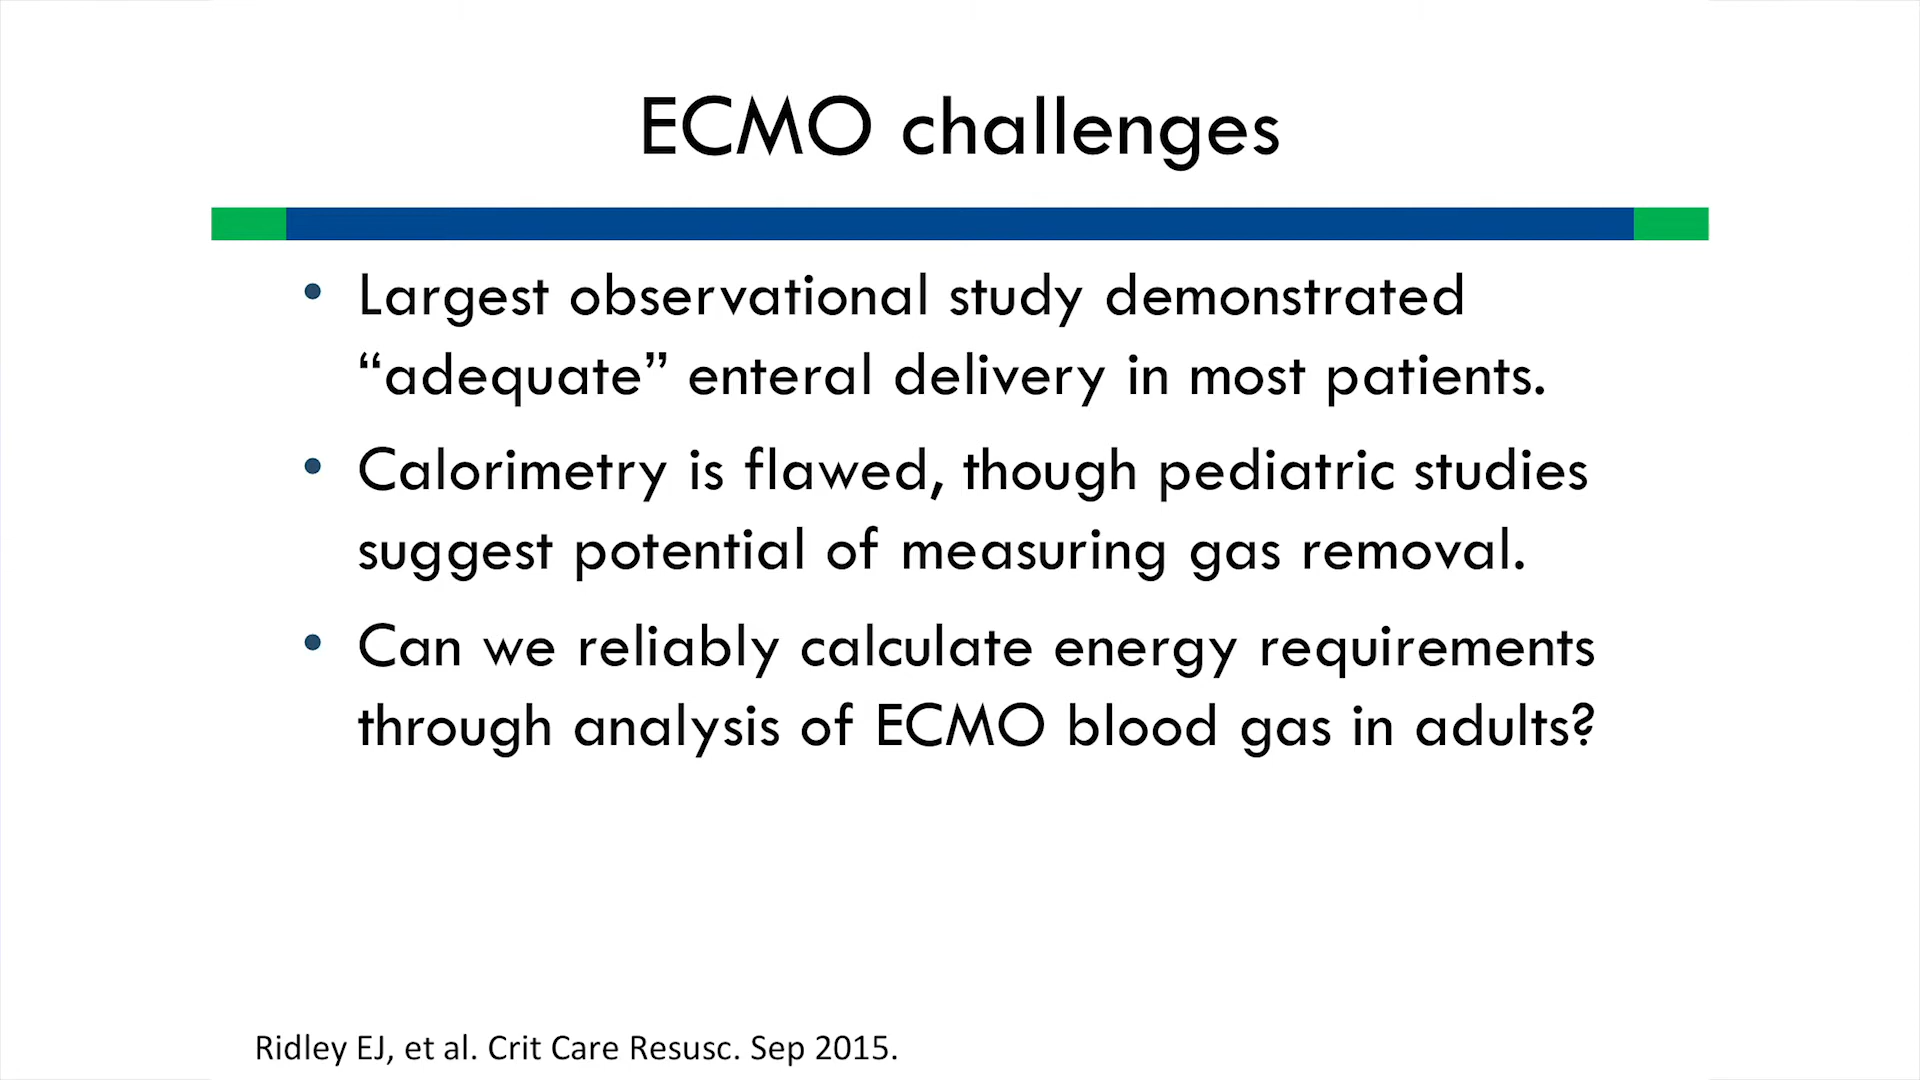 ECMO challenges
• Largest observational study demonstrated
“adequate” enteral delivery in most patients.
• Calorimetry is flawed, though pediatric studies
suggest potential of measuring gas removal.
• Can we reliably calculate energy requirements
through analysis of ECMO blood gas in adults?
Ridley EJ, et al. Crit Care Resusc. Sep 2015.